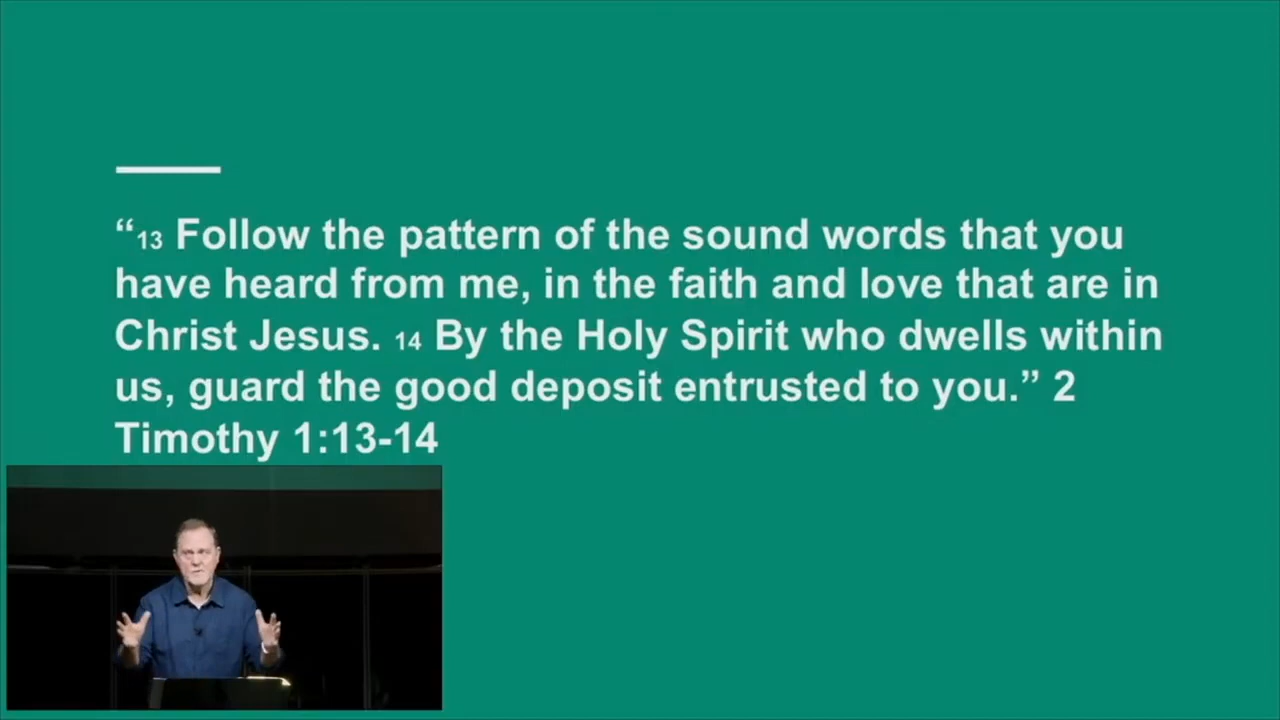 “13 Follow the pattern of the sound words that you
have heard from me, in the faith and love that are in
Christ Jesus. 14 By the Holy Spirit who dwells within
us, guard the good deposit entrusted to you.” 2
Timothy 1:13-14